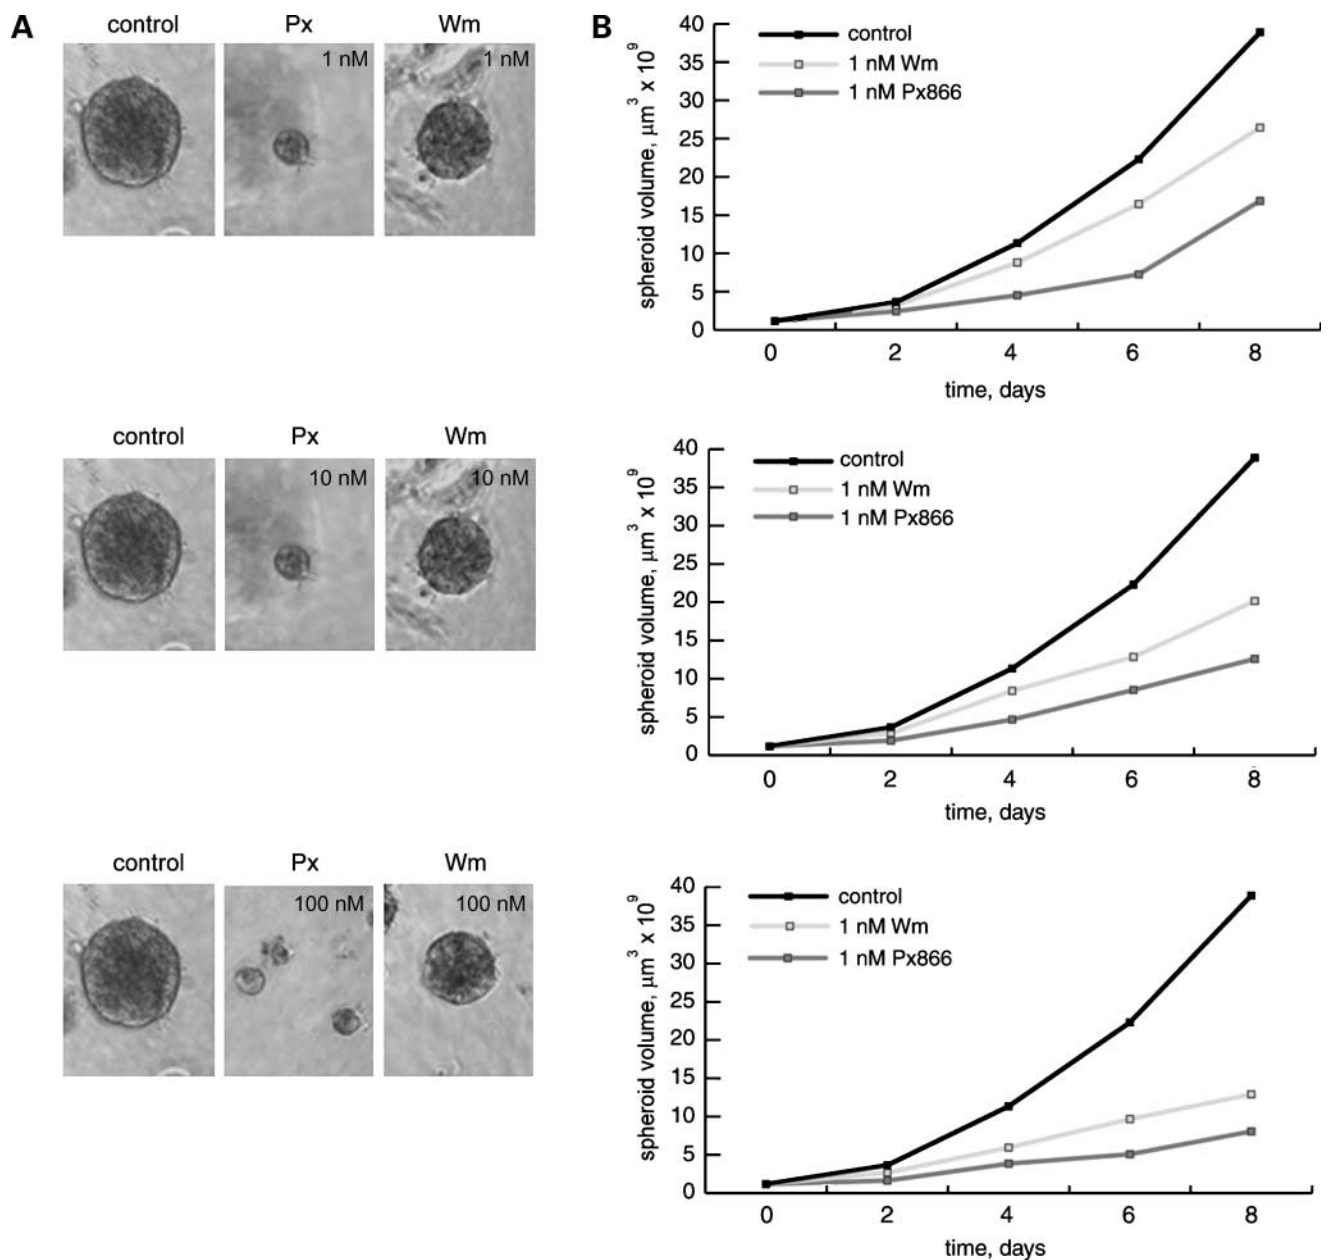 A
control Px Wm
1 nM 1 nM
B
40
35
30
25
20
15
10
5
0
spheroid volume, µm³ x 10⁹
control
1 nM Wm
1 nM Px866
0 2 4 6 8
time, days
control Px Wm
10 nM 10 nM
40
35
30
25
20
15
10
5
0
spheroid volume, µm³ x 10⁹
control
1 nM Wm
1 nM Px866
0 2 4 6 8
time, days
control Px Wm
100 nM 100 nM
40
35
30
25
20
15
10
5
0
spheroid volume, µm³ x 10⁹
control
1 nM Wm
1 nM Px866
0 2 4 6 8
time, days